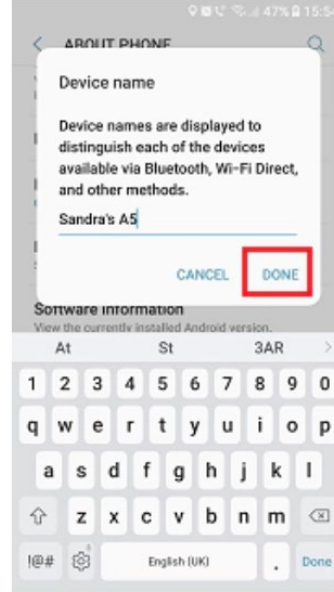 47% 15:54
ABOUT PHONE
Device name
Device names are displayed to
distinguish each of the devices
available via Bluetooth, Wi-Fi Direct,
and other methods.
Sandra's A5
CANCEL DONE
Software information
View the currently installed Android version,
At St 3AR
1 2 3 4 5 6 7 8 9 0
q w e r t y u i o p
a s d f g h j k l
z x c v b n m
!@# English (UK) . Done